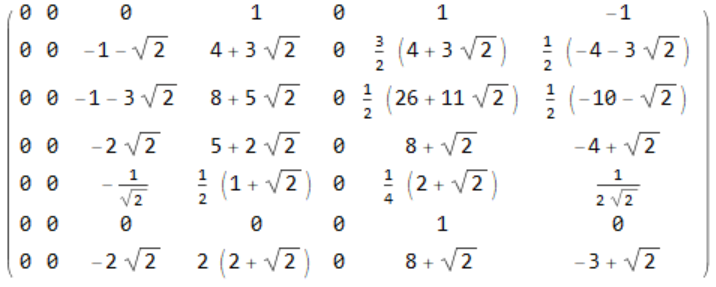 0 0 0 1 0 1 -1
0 0 -1-√2 4+3√2 0 3/2 (4+3√2) 1/2 (-4-3√2)
0 0 -1-3√2 8+5√2 0 1/2 (26+11√2) 1/2 (-10-√2)
0 0 -2√2 5+2√2 0 8+√2 -4+√2
0 0 -1/√2 1/2 (1+√2) 0 1/4 (2+√2) 1/(2√2)
0 0 0 0 0 1 0
0 0 -2√2 2 (2+√2) 0 8+√2 -3+√2